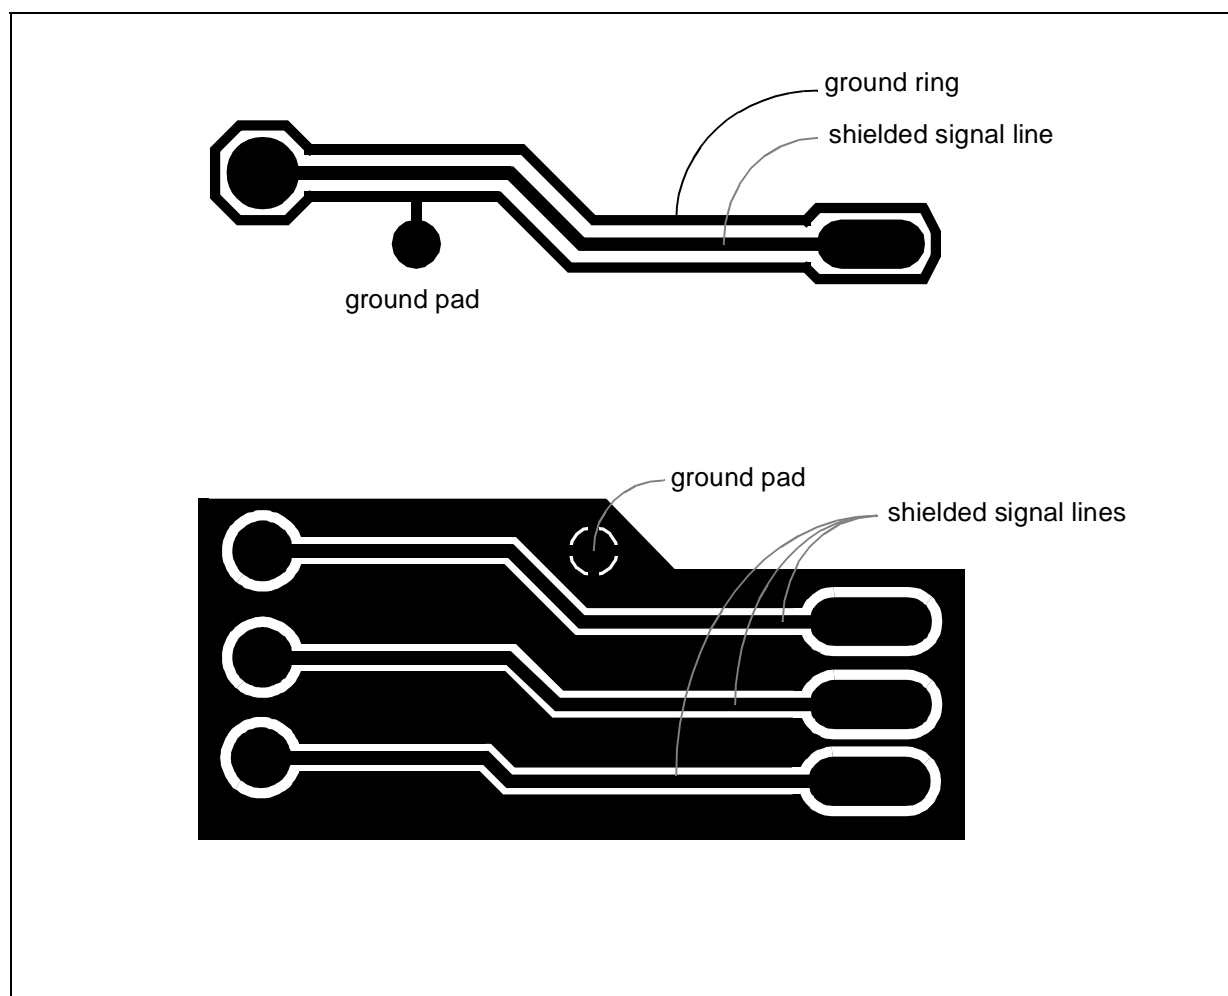 ground ring
shielded signal line
ground pad
ground pad
shielded signal lines